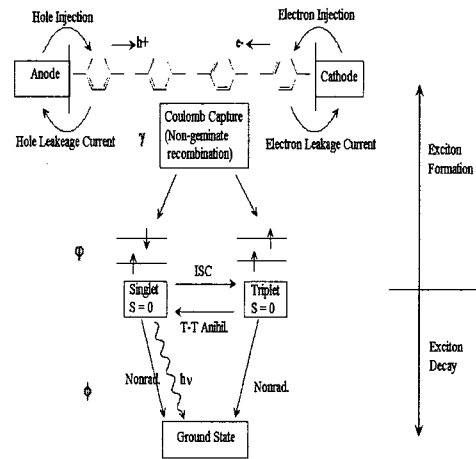 Hole Injection
Electron Injection
h+
e-
Anode
Cathode
Hole Leakeage Current
γ
Coulomb Capture
(Non-geminate
recombination)
Electron Leakage Current
Exciton
Formation
φ
ISC
Singlet
S = 0
Triplet
S = 0
T-T Anihil.
Exciton
Decay
Nonrad.
hν
Nonrad.
ϕ
Ground State